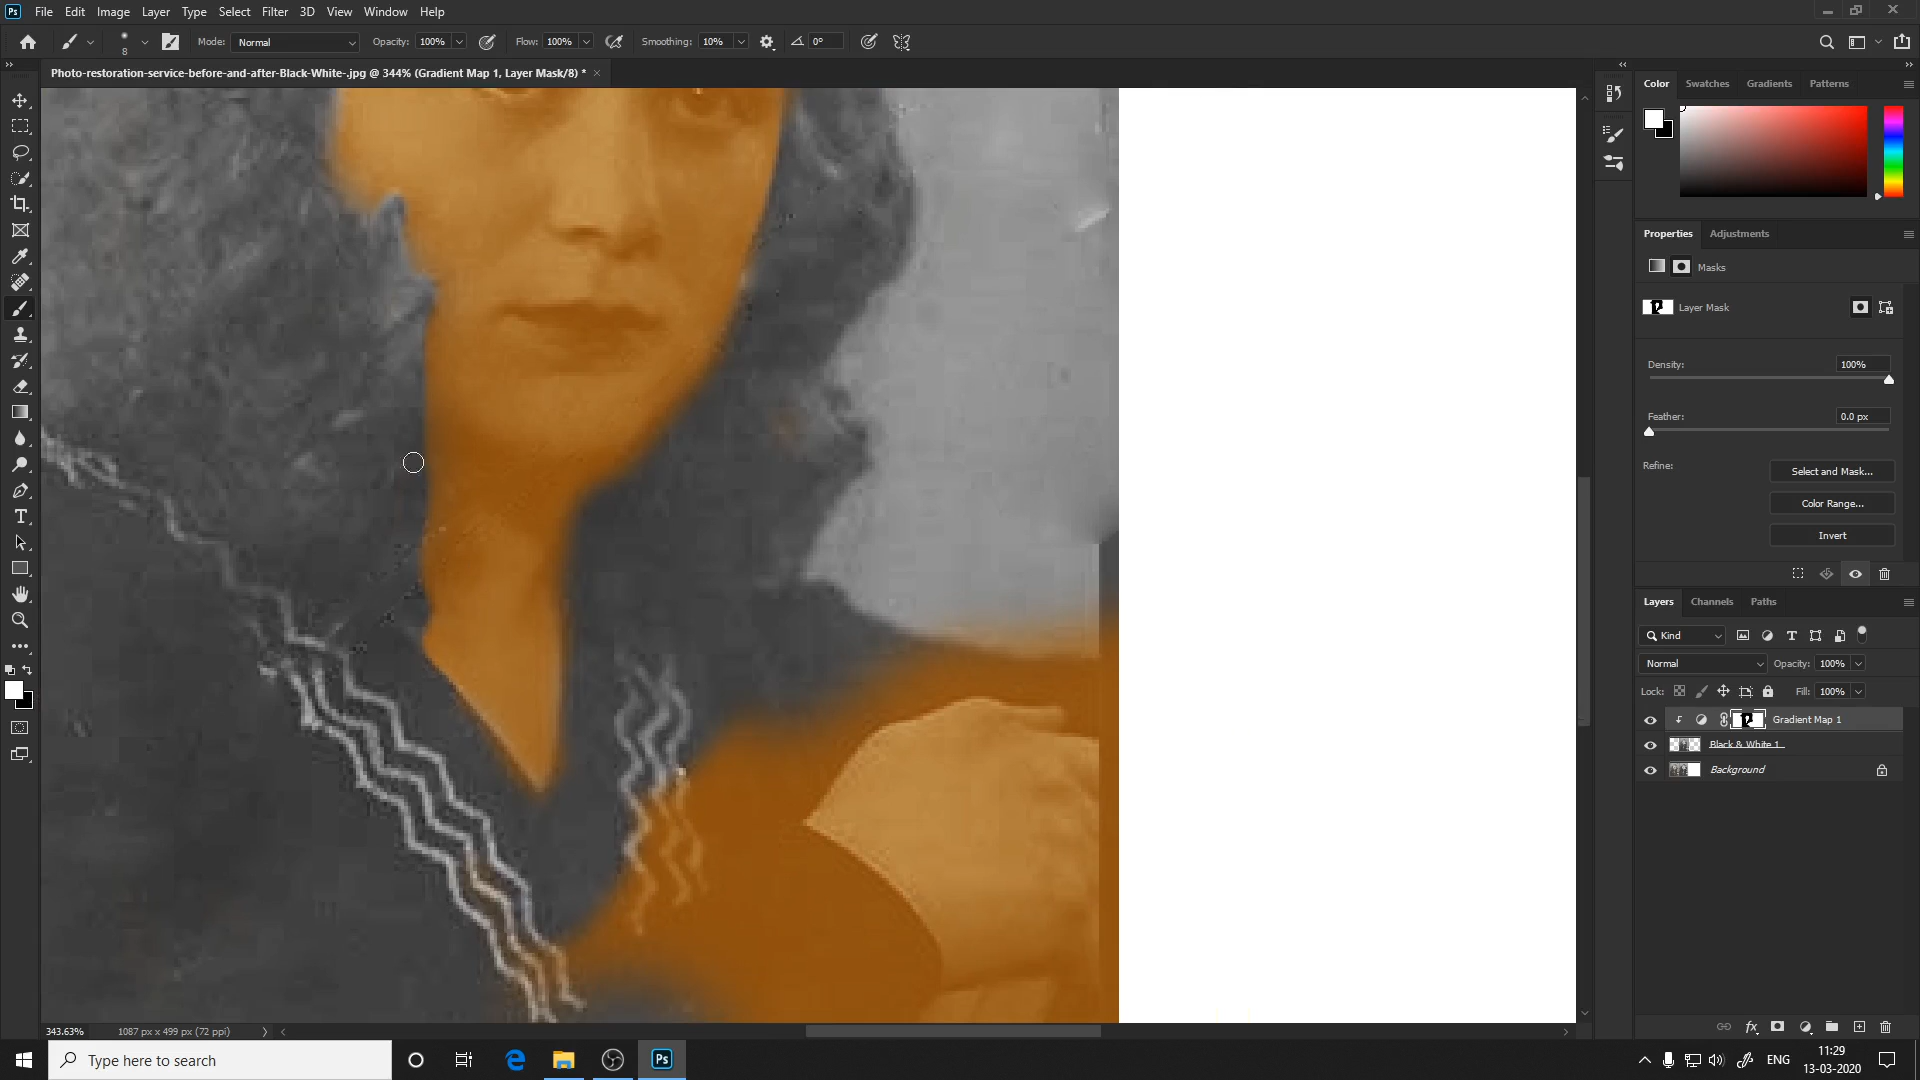 Ps File Edit Image Layer Type Select Filter 3D View Window Help
8 Mode: Normal Opacity: 100% Flow: 100% Smoothing: 10% 0°
Photo-restoration-service-before-and-after-Black-White-.jpg @ 344% (Gradient Map 1, Layer Mask/8) * ×
Color Swatches Gradients Patterns
Properties Adjustments
Masks
Layer Mask
Density: 100%
Feather: 0.0 px
Refine: Select and Mask...
Color Range...
Invert
Layers Channels Paths
Kind
Normal Opacity: 100%
Lock: Fill: 100%
Gradient Map 1
Black & White 1
Background
343.63% 1087 px x 499 px (72 ppi)
Type here to search
Ps
ENG
11:29
13-03-2020